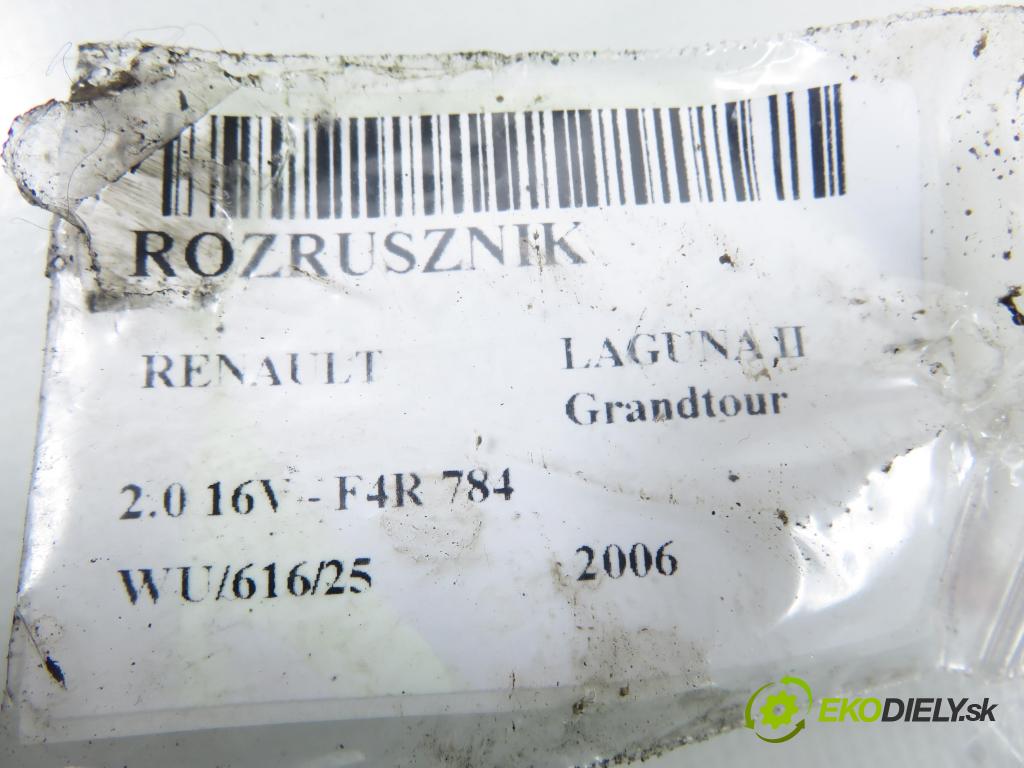 ROZRUSZNIK
RENAULT
LAGUNA II
Grandtour
2.0 16V - F4R 784
WU/616/25
2006
EKODIELY.sk